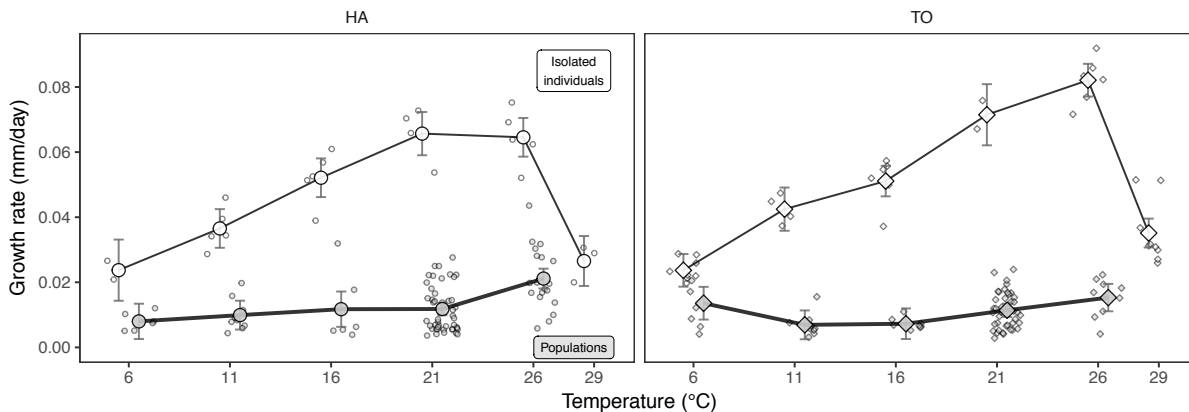 HA
TO
Growth rate (mm/day)
0.08
0.06
0.04
0.02
0.00
Isolated
individuals
Populations
6 11 16 21 26 29
6 11 16 21 26 29
Temperature (°C)